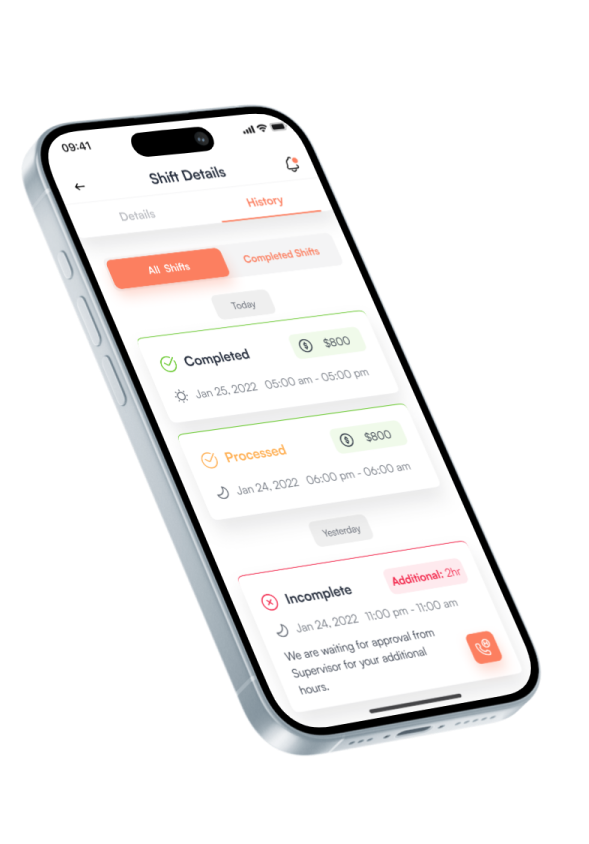 09:41
Shift Details
Details
History
All Shifts
Completed Shifts
Today
Completed
$800
Jan 25, 2022 05:00 am - 05:00 pm
Processed
$800
Jan 24, 2022 06:00 pm - 06:00 am
Yesterday
Incomplete
Additional: 2hr
Jan 24, 2022 11:00 pm - 11:00 am
We are waiting for approval from
Supervisor for your additional
hours.